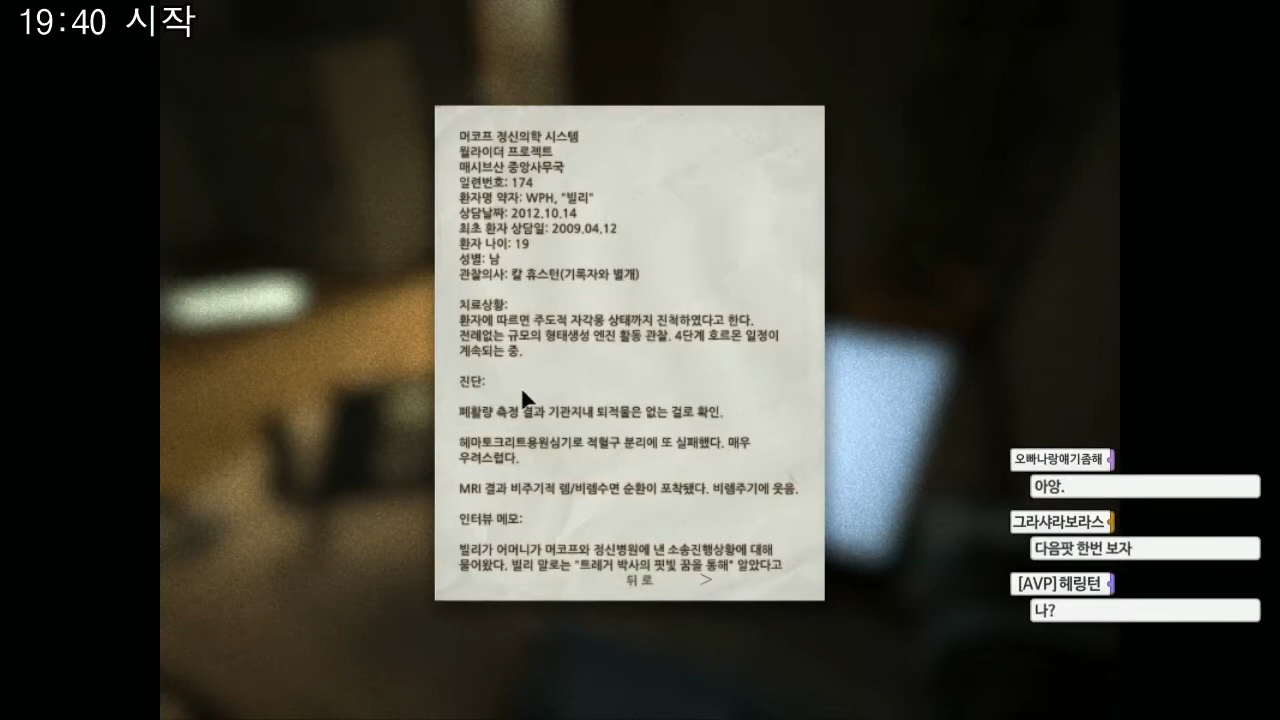 19:40 시작
머코프 정신의학 시스템
월라이더 프로젝트
매시브산 중앙사무국
일련번호: 174
환자명 약자: WPH, "빌리"
상담날짜: 2012.10.14
최초 환자 상담일: 2009.04.12
환자 나이: 19
성별: 남
관찰의사: 칼 휴스턴(기록자와 별개)
치료상황:
환자에 따르면 주도적 자각몽 상태까지 진척하였다고 한다.
전례없는 규모의 형태생성 엔진 활동 관찰. 4단계 호르몬 일정이
계속되는 중.
진단:
폐활량 측정 결과 기관지내 퇴적물은 없는 걸로 확인.
헤마토크리트용원심기로 적혈구 분리에 또 실패했다. 매우
우려스럽다.
MRI 결과 비주기적 렘/비렘수면 순환이 포착됐다. 비렘주기에 웃음.
인터뷰 메모:
빌리가 어머니가 머코프와 정신병원에 낸 소송진행상황에 대해
물어왔다. 빌리 말로는 "트레거 박사의 핏빛 꿈을 통해" 알았다고
뒤로 >
오빠나랑얘기좀해
아앙.
그라샤라보라스
다음팟 한번 보자
[AVP]헤링턴
나?